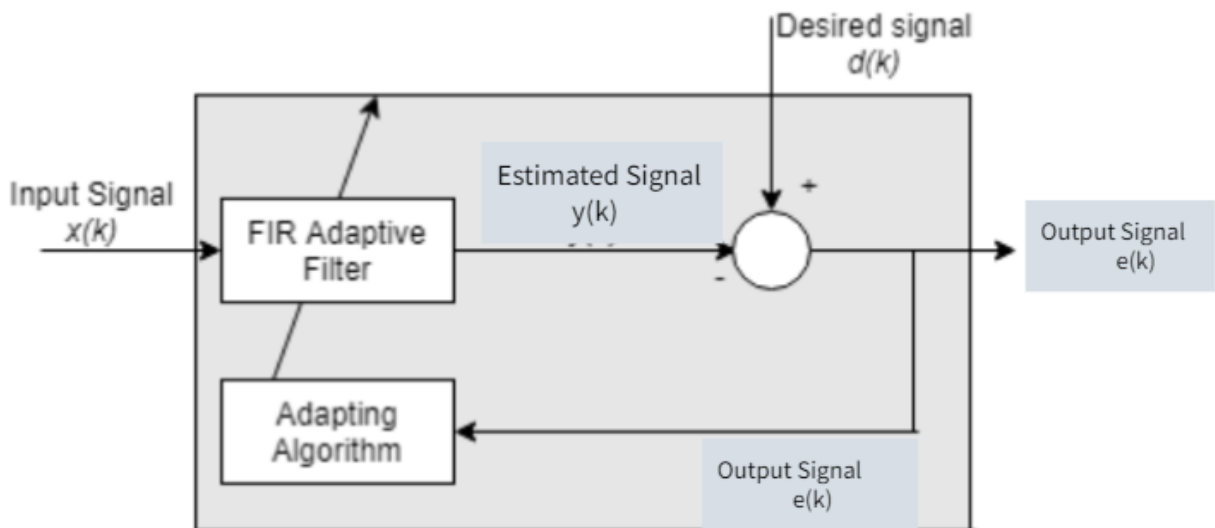 Desired signal
d(k)
Input Signal
x(k)
Estimated Signal
y(k)
+
-
FIR Adaptive
Filter
Output Signal
e(k)
Adapting
Algorithm
Output Signal
e(k)